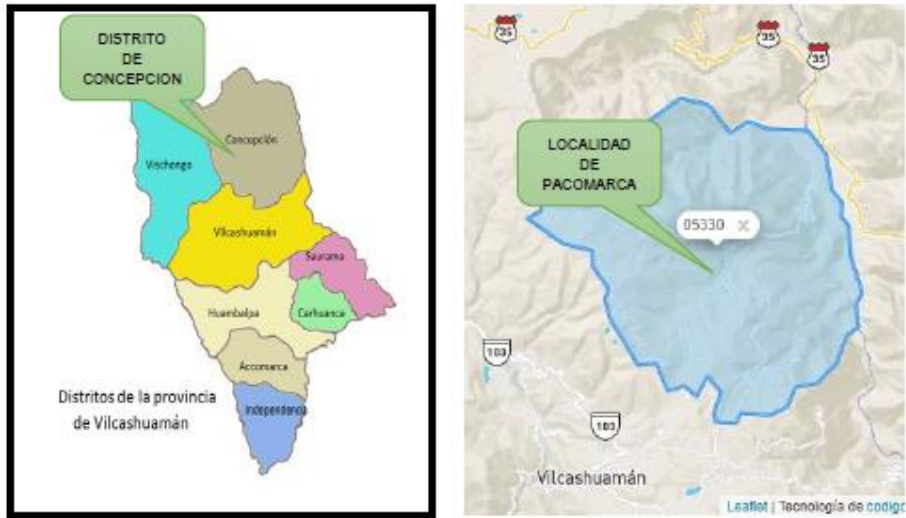 DISTRITO
DE
CONCEPCION
Concepción
Vischongo
Vilcashuamán
Saurama
Huambalpa
Carhuanca
Accomarca
Independencia
Distritos de la provincia
de Vilcashuamán
35
35
35
LOCALIDAD
DE
PACOMARCA
05330 ×
103
103
Vilcashuamán
Leaflet | Tecnología de codigo